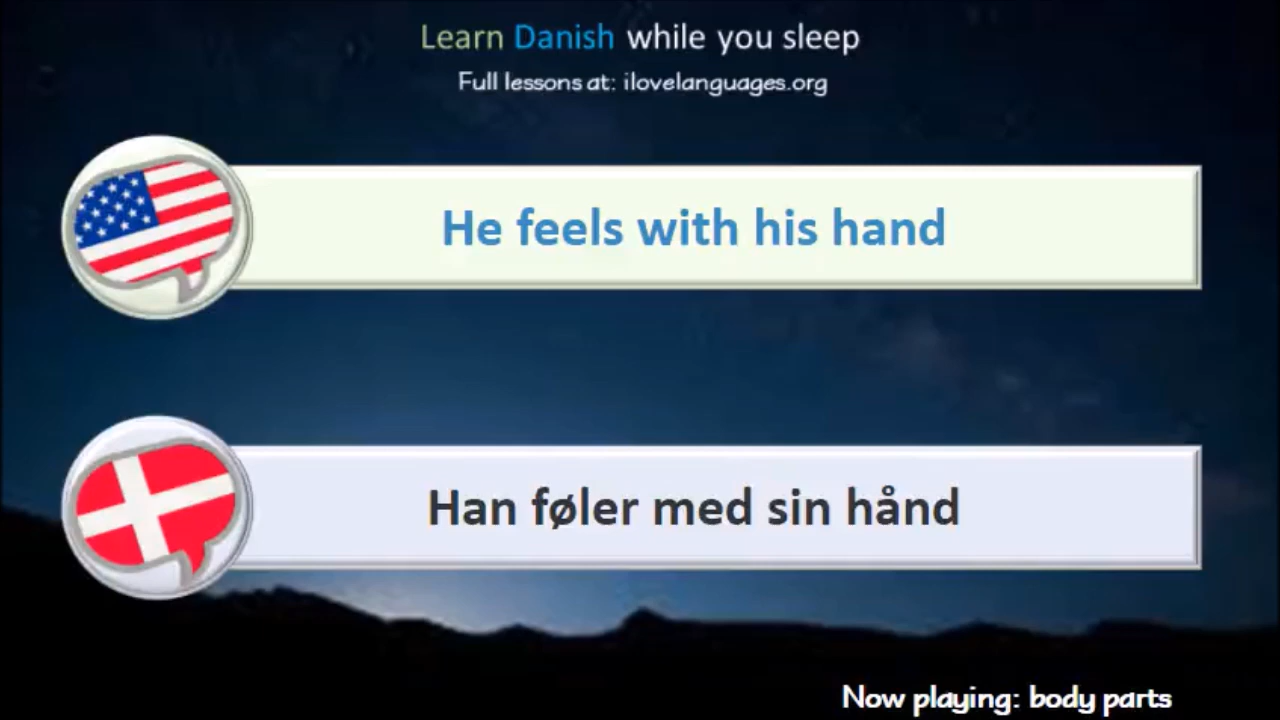 Learn Danish while you sleep
Full lessons at: ilovelanguages.org
He feels with his hand
Han føler med sin hånd
Now playing: body parts